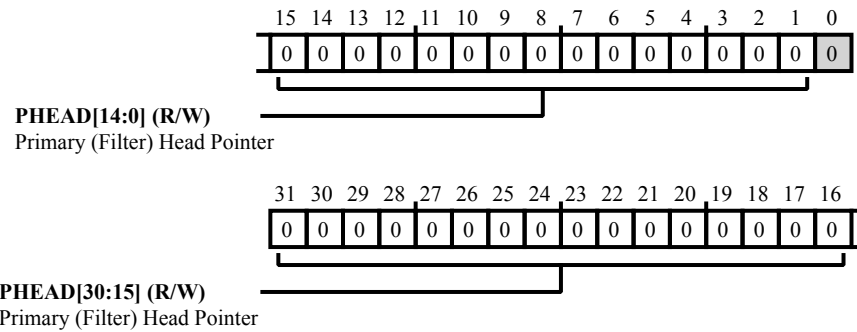 15 14 13 12 11 10 9 8 7 6 5 4 3 2 1 0
0 0 0 0 0 0 0 0 0 0 0 0 0 0 0 0
PHEAD[14:0] (R/W)
Primary (Filter) Head Pointer
31 30 29 28 27 26 25 24 23 22 21 20 19 18 17 16
0 0 0 0 0 0 0 0 0 0 0 0 0 0 0 0
PHEAD[30:15] (R/W)
Primary (Filter) Head Pointer